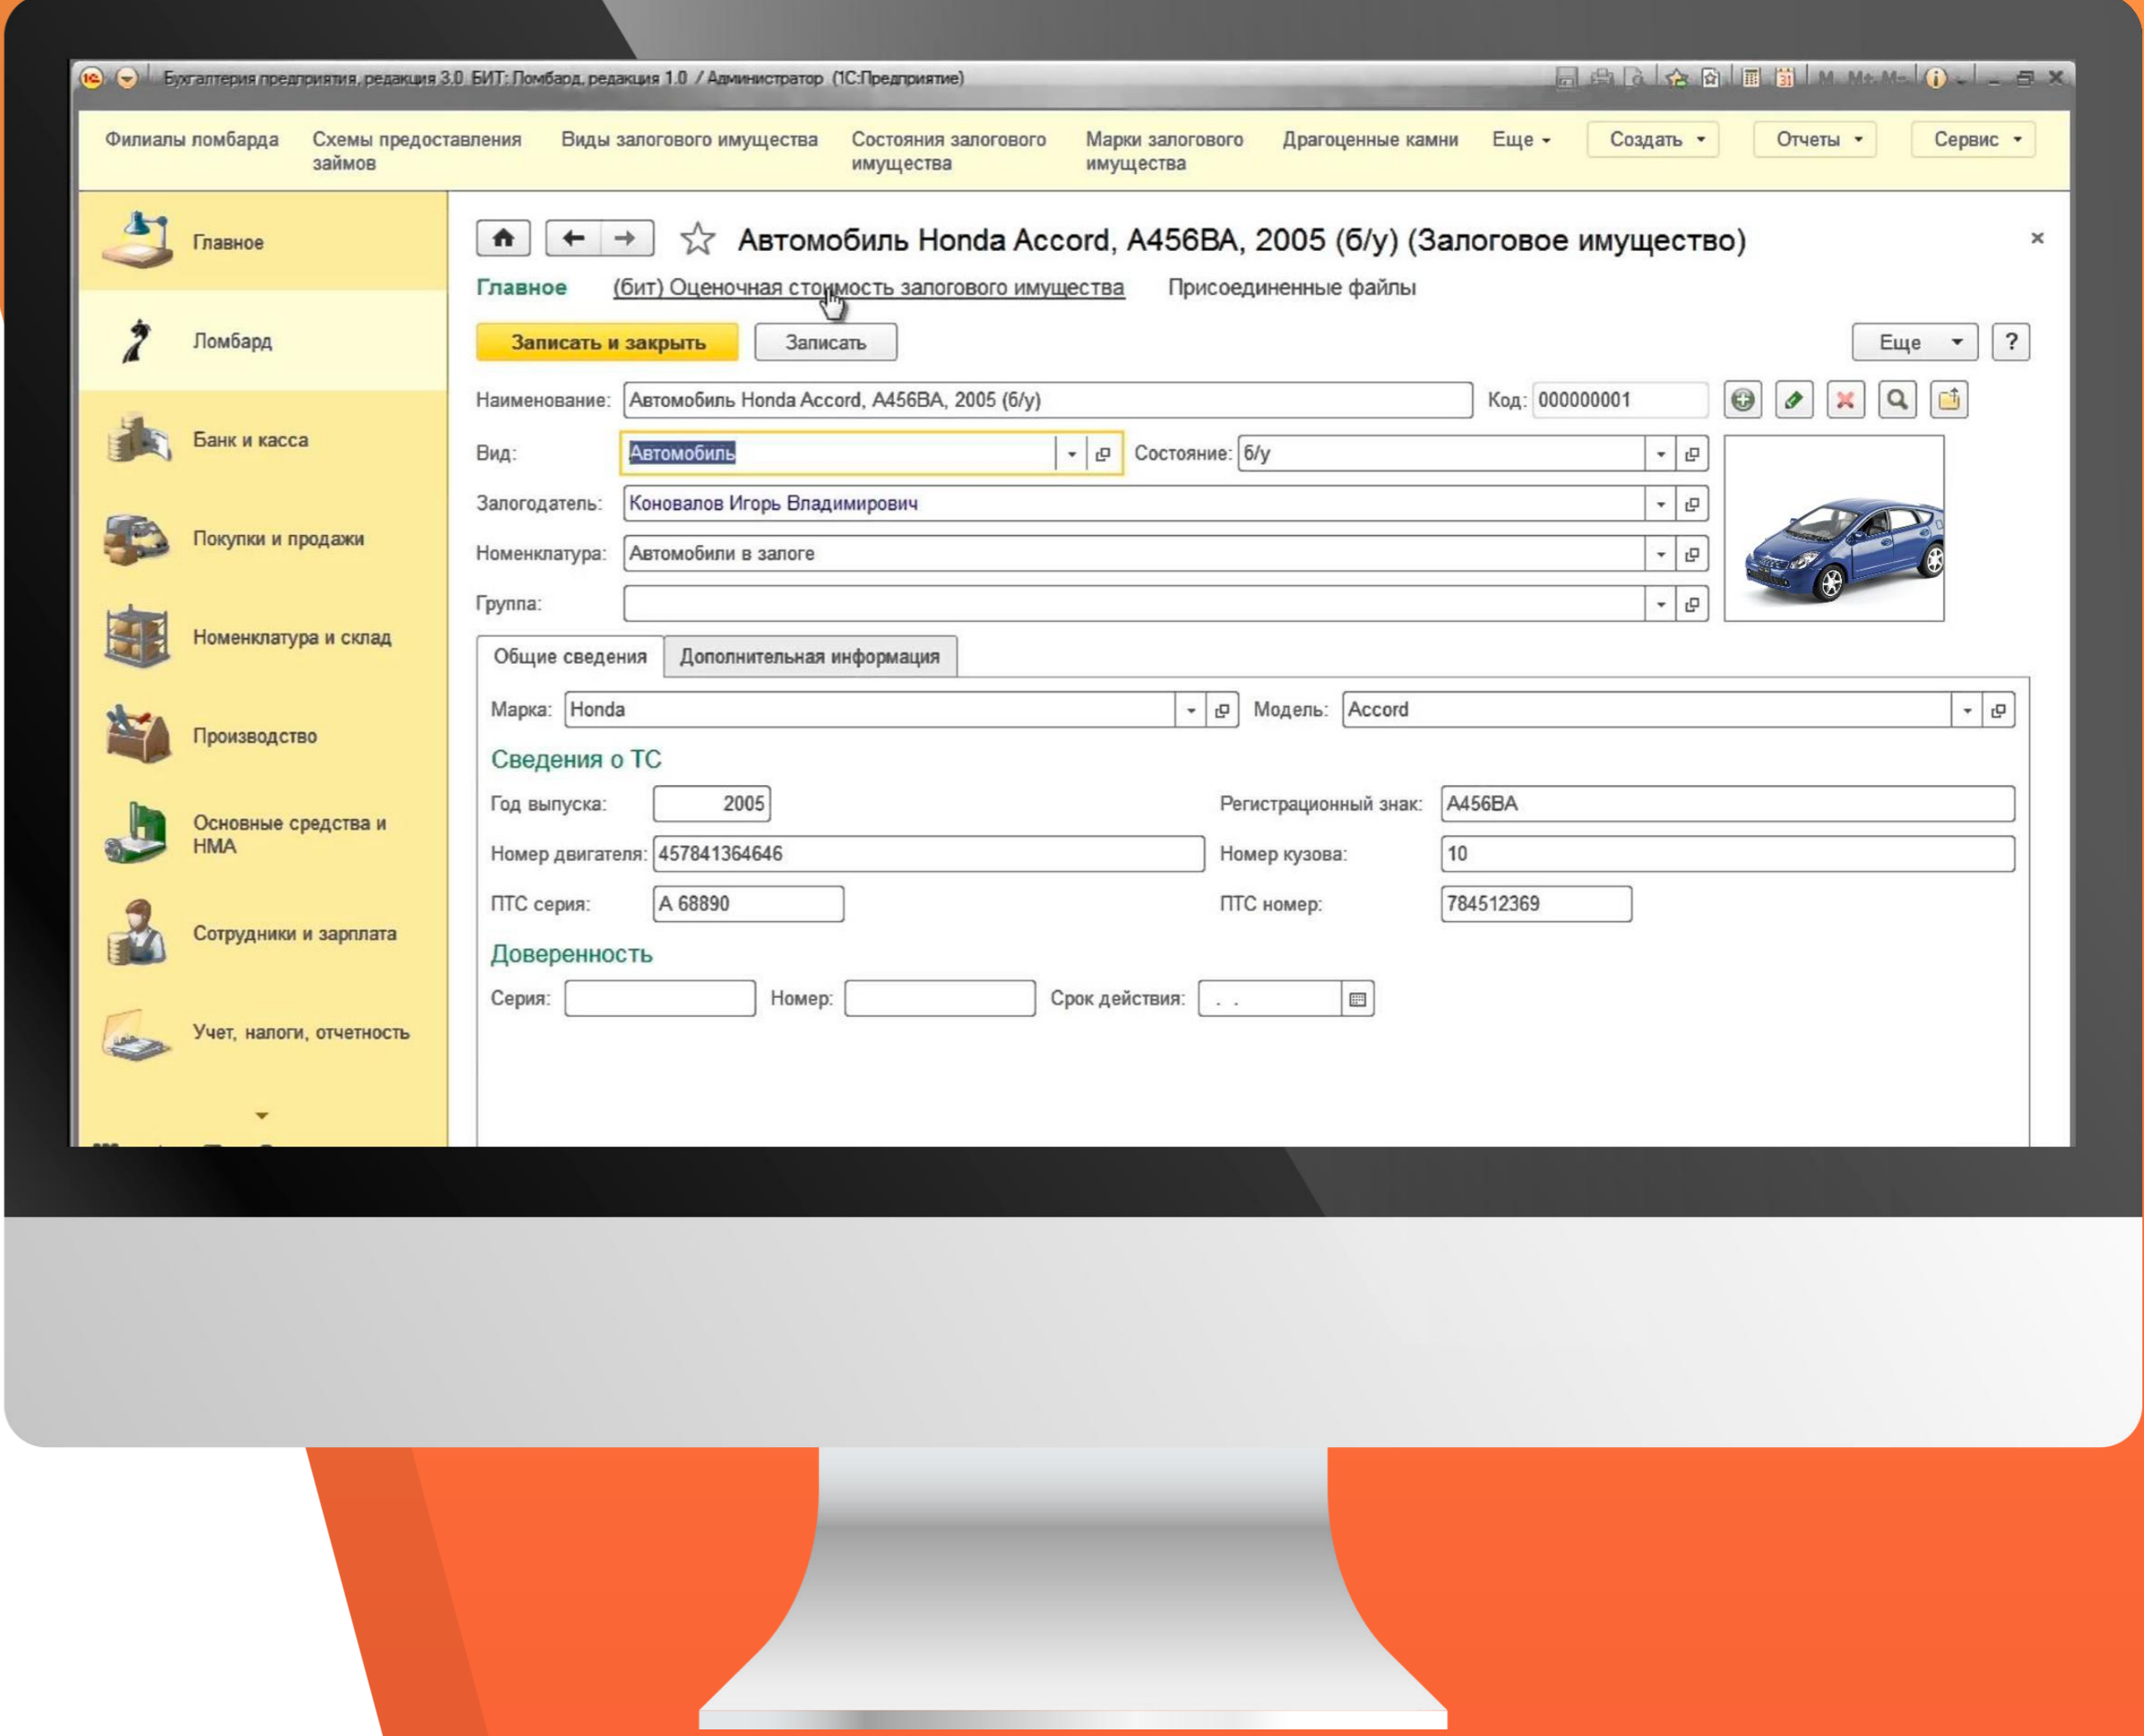 Бухгалтерия предприятия, редакция 3.0 БИТ: Ломбард, редакция 1.0 / Администратор (1С:Предприятие)
31 M M+ M-
Филиалы ломбарда Схемы предоставления займов Виды залогового имущества Состояния залогового имущества Марки залогового имущества Драгоценные камни Еще Создать Отчеты Сервис
Главное
Ломбард
Банк и касса
Покупки и продажи
Номенклатура и склад
Производство
Основные средства и
НМА
Сотрудники и зарплата
Учет, налоги, отчетность
Автомобиль Honda Accord, А456ВА, 2005 (б/у) (Залоговое имущество)
Главное (бит) Оценочная стоимость залогового имущества Присоединенные файлы
Записать и закрыть Записать Еще ?
Наименование: Автомобиль Honda Accord, А456ВА, 2005 (б/у) Код: 000000001
Вид: Автомобиль Состояние: б/у
Залогодатель: Коновалов Игорь Владимирович
Номенклатура: Автомобили в залоге
Группа:
Общие сведения Дополнительная информация
Марка: Honda Модель: Accord
Сведения о ТС
Год выпуска: 2005 Регистрационный знак: А456ВА
Номер двигателя: 457841364646 Номер кузова: 10
ПТС серия: А 68890 ПТС номер: 784512369
Доверенность
Серия: Номер: Срок действия: . .